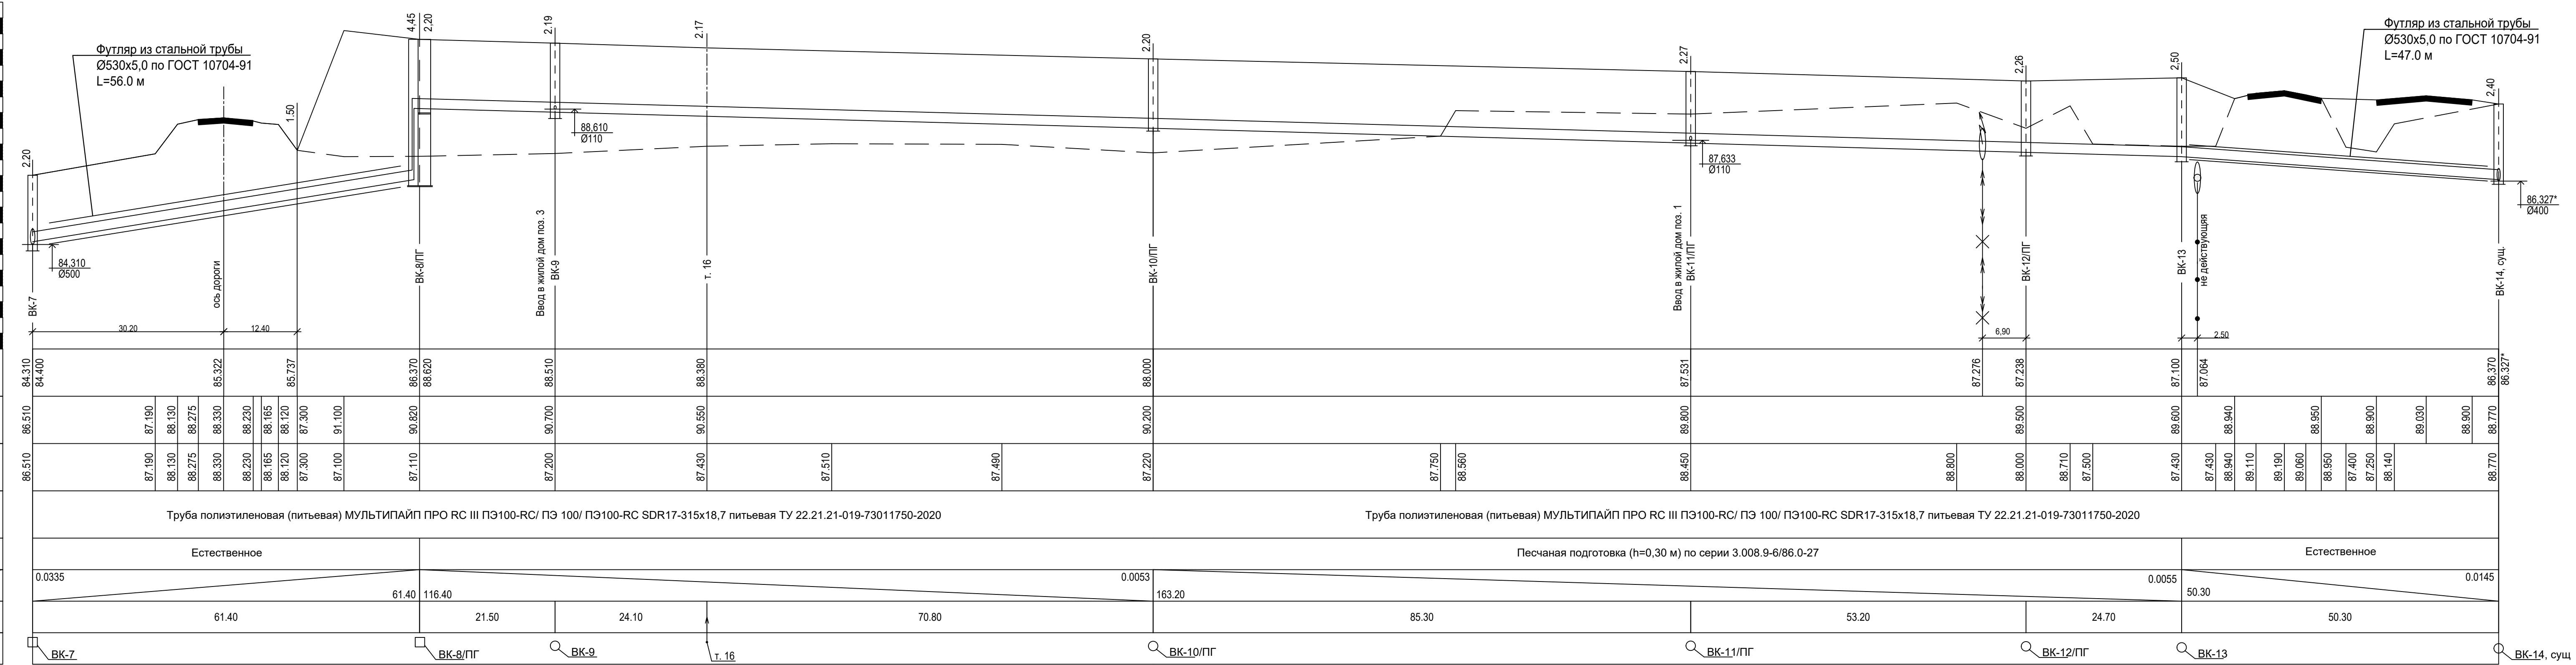 Футляр из стальной трубы
Ø530х5,0 по ГОСТ 10704-91
L=56.0 м
Футляр из стальной трубы
Ø530х5,0 по ГОСТ 10704-91
L=47.0 м
2.20
1.50
4,45
2,20
2.19
2.17
2.20
2,27
2,26
2,50
2,40
84,310
Ø500
88,610
Ø110
87,633
Ø110
86,327*
Ø400
ВК-7
ось дороги
ВК-8/ПГ
Ввод в жилой дом поз. 3
ВК-9
т. 16
ВК-10/ПГ
Ввод в жилой дом поз. 1
ВК-11/ПГ
ВК-12/ПГ
ВК-13
не действующяя
ВК-14, сущ.
30.20
12.40
6,90
2.50
84.310
84.400
85.322
85.737
86.370
88.620
88.510
88.380
88.000
87.531
87.276
87.238
87.100
87.064
86.370
86.327*
86.510
87.190
88.130
88.275
88.330
88.230
88.165
88.120
87.300
91.100
90.820
90.700
90.550
90.200
89.800
89.500
89.600
88.940
88.950
88.900
89.030
88.900
88.770
86.510
87.190
88.130
88.275
88.330
88.230
88.165
88.120
87.300
87.100
87.110
87.200
87.430
87.510
87.490
87.220
87.750
88.560
88.450
88.800
88.000
88.710
87.500
87.430
87.430
88.940
89.110
89.190
89.060
88.950
87.400
87.250
88.140
88.770
Труба полиэтиленовая (питьевая) МУЛЬТИПАЙП ПРО RC III ПЭ100-RC/ ПЭ 100/ ПЭ100-RC SDR17-315х18,7 питьевая ТУ 22.21.21-019-73011750-2020
Труба полиэтиленовая (питьевая) МУЛЬТИПАЙП ПРО RC III ПЭ100-RC/ ПЭ 100/ ПЭ100-RC SDR17-315х18,7 питьевая ТУ 22.21.21-019-73011750-2020
Естественное
Песчаная подготовка (h=0,30 м) по серии 3.008.9-6/86.0-27
Естественное
0.0335
61.40
116.40
0.0053
163.20
0.0055
50.30
0.0145
61.40
21.50
24.10
70.80
85.30
53.20
24.70
50.30
ВК-7
ВК-8/ПГ
ВК-9
т. 16
ВК-10/ПГ
ВК-11/ПГ
ВК-12/ПГ
ВК-13
ВК-14, сущ